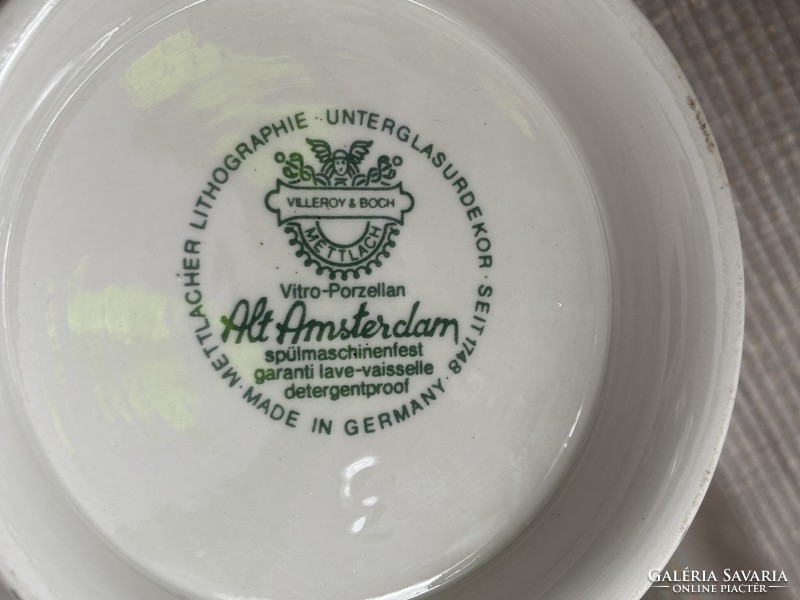 METTLACHER LITHOGRAPHIE · UNTERGLASURDEKOR · SEIT 1748 ·
MADE IN GERMANY ·
VILLEROY & BOCH
METTLACH
Vitro-Porzellan
Alt Amsterdam
spülmaschinenfest
garanti lave-vaisselle
detergentproof
GALÉRIA SAVARIA
ONLINE PIACTÉR